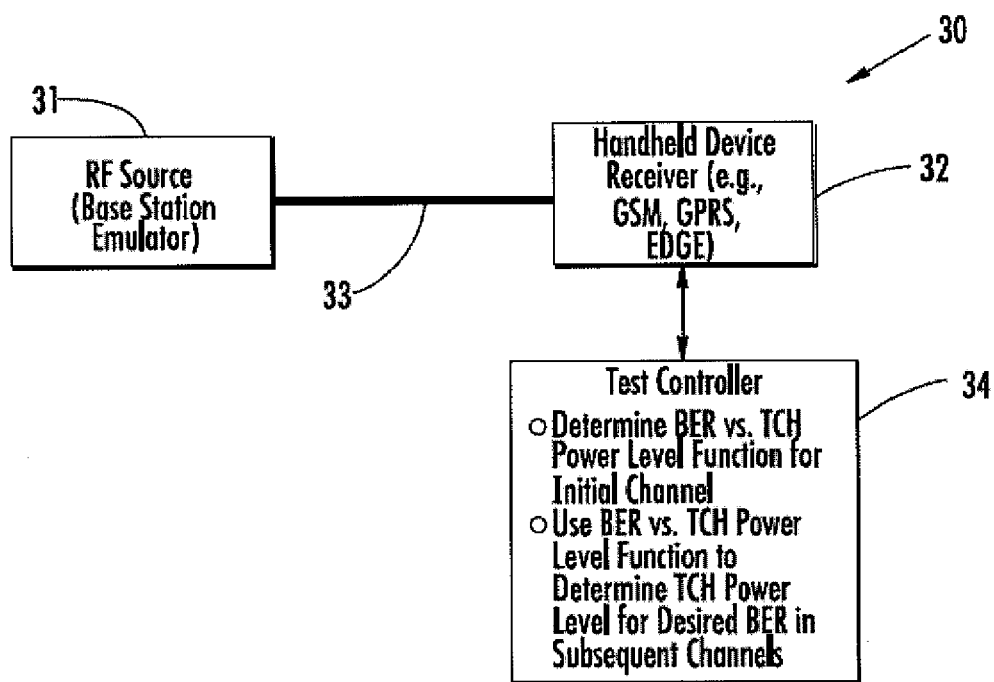 30
31
RF Source
(Base Station
Emulator)
33
Handheld Device
Receiver (e.g.,
GSM, GPRS,
EDGE)
32
Test Controller
34
○ Determine BER vs. TCH
Power Level Function for
Initial Channel
○ Use BER vs. TCH Power
Level Function to
Determine TCH Power
Level for Desired BER in
Subsequent Channels